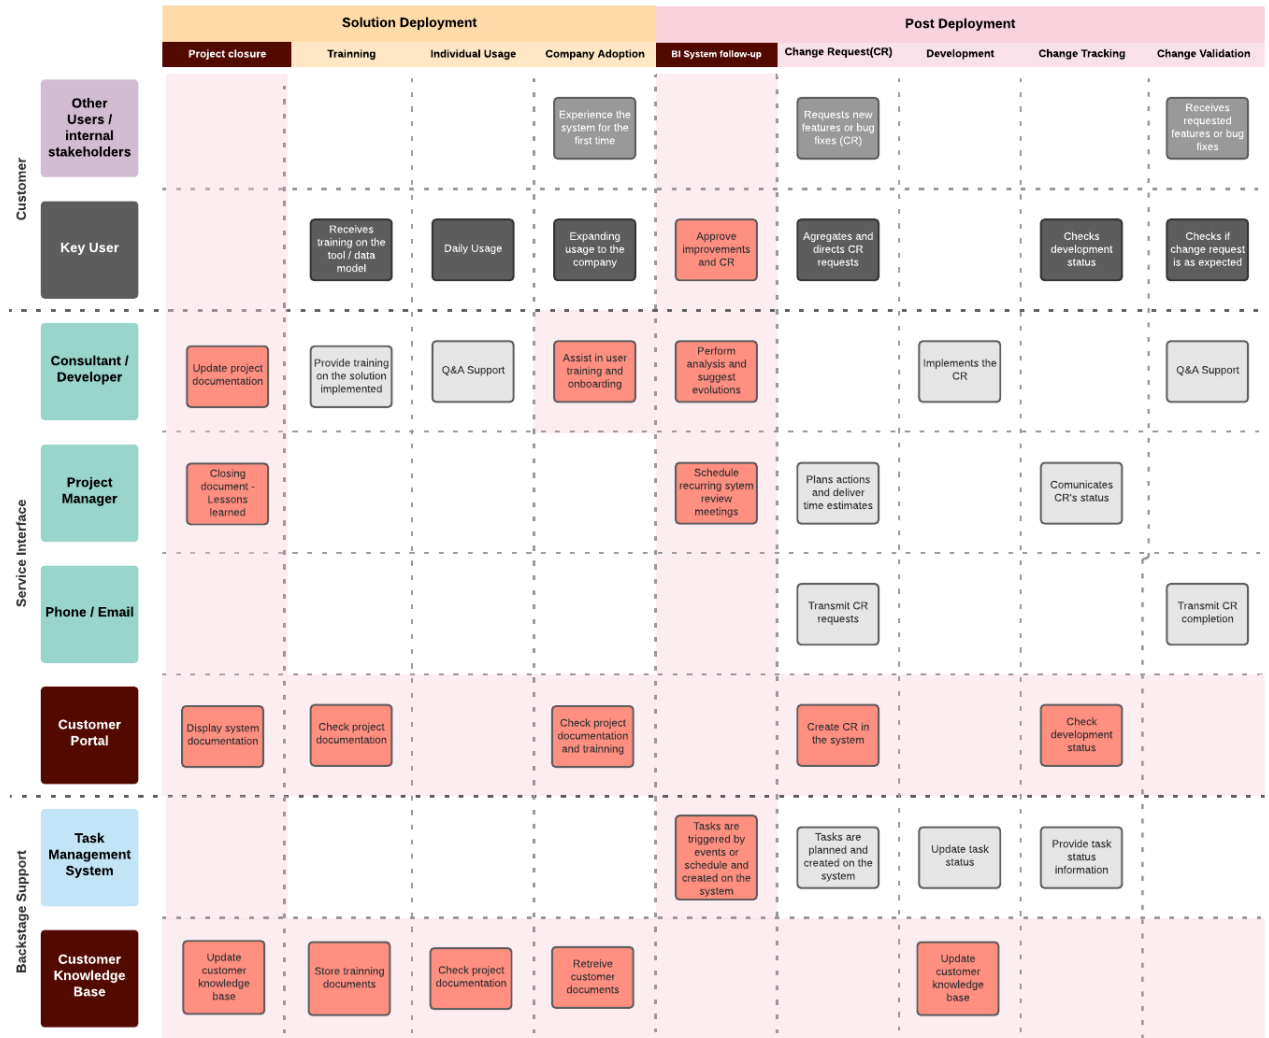 Solution Deployment
Post Deployment
Project closure
Trainning
Individual Usage
Company Adoption
BI System follow-up
Change Request(CR)
Development
Change Tracking
Change Validation
Customer
Other
Users /
internal
stakeholders
Experience the
system for the
first time
Requests new
features or bug
fixes (CR)
Receives
requested
features or bug
fixes
Key User
Receives
training on the
tool / data
model
Daily Usage
Expanding
usage to the
company
Approve
improvements
and CR
Agregates and
directs CR
requests
Checks
development
status
Checks if
change request
is as expected
Service Interface
Consultant /
Developer
Update project
documentation
Provide training
on the solution
implemented
Q&A Support
Assist in user
training and
onboarding
Perform
analysis and
suggest
evolutions
Implements the
CR
Q&A Support
Project
Manager
Closing
document -
Lessons
learned
Schedule
recurring sytem
review
meetings
Plans actions
and deliver
time estimates
Comunicates
CR's status
Phone / Email
Transmit CR
requests
Transmit CR
completion
Customer
Portal
Display system
documentation
Check project
documentation
Check project
documentation
and trainning
Create CR in
the system
Check
development
status
Backstage Support
Task
Management
System
Tasks are
triggered by
events or
schedule and
created on the
system
Tasks are
planned and
created on the
system
Update task
status
Provide task
status
information
Customer
Knowledge
Base
Update
customer
knowledge
base
Store trainning
documents
Check project
documentation
Retreive
customer
documents
Update
customer
knowledge
base